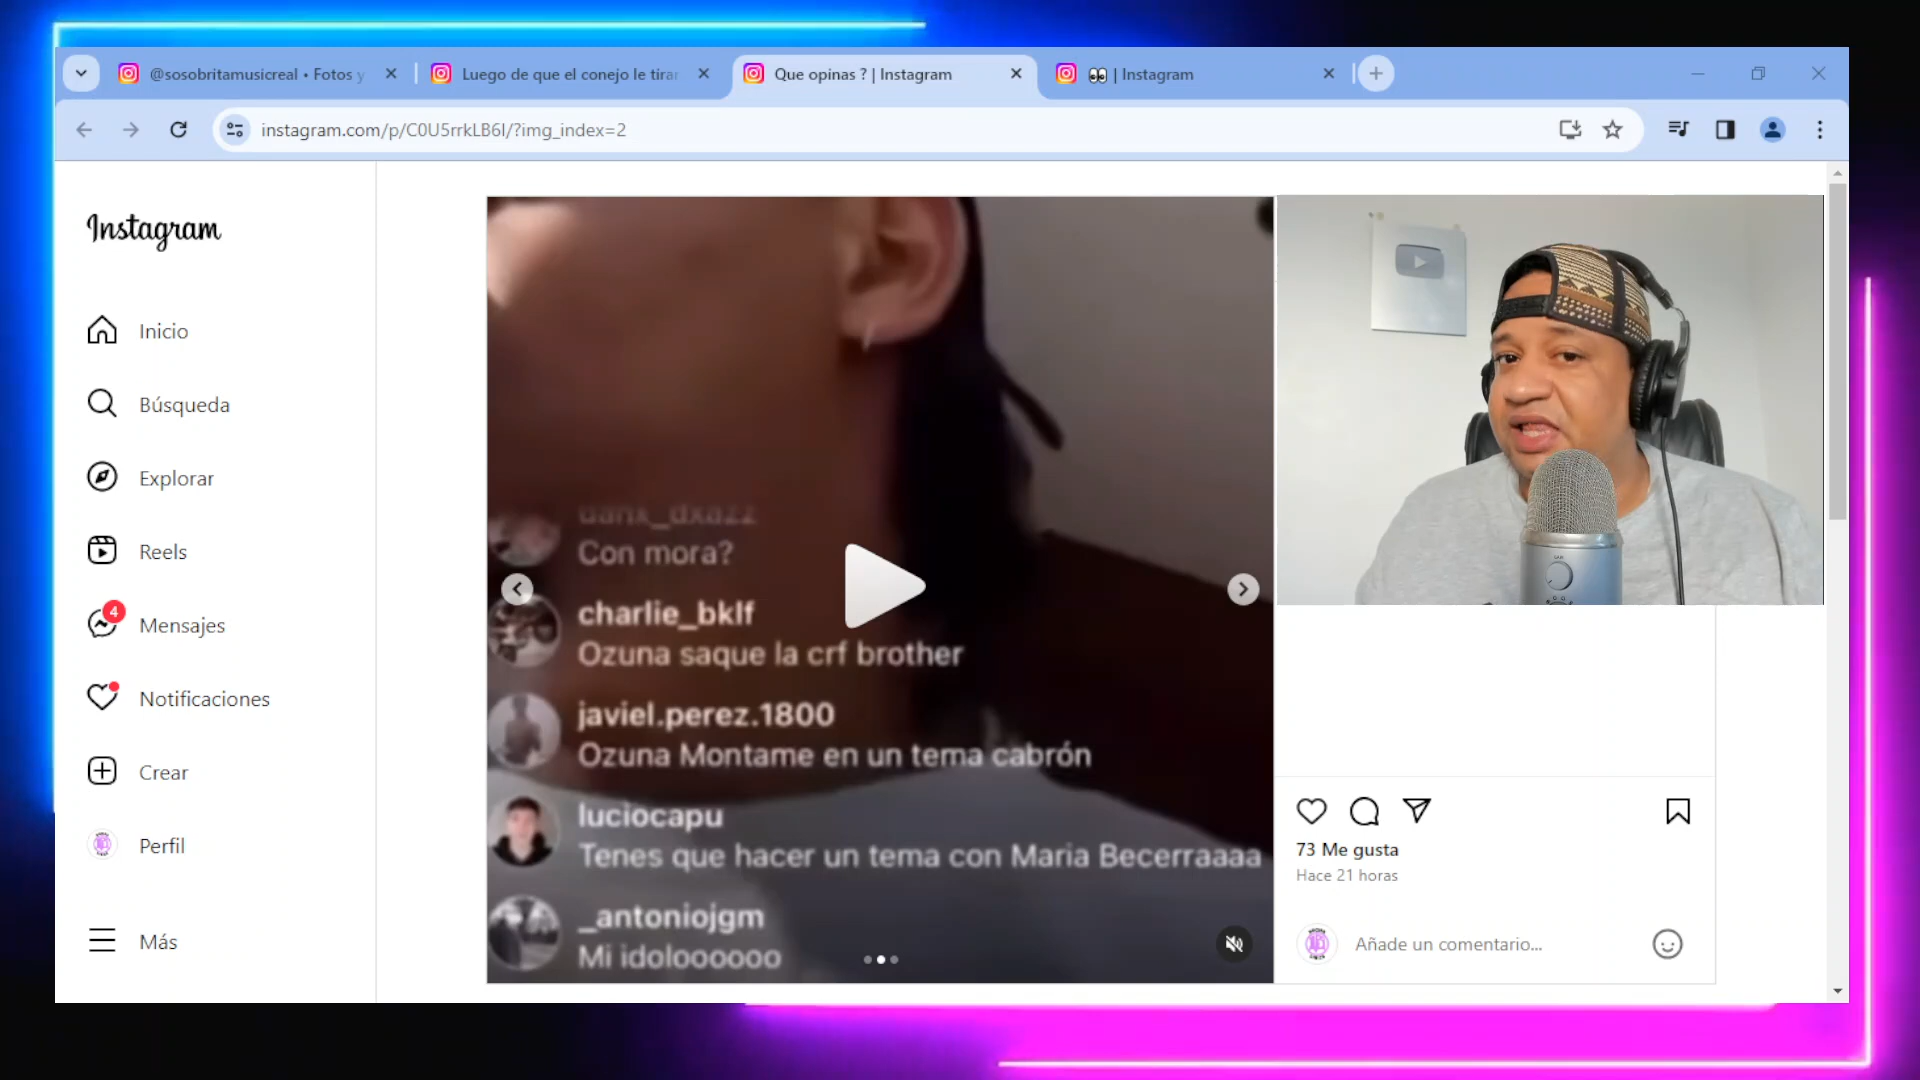 @sosobritamusicreal • Fotos y
Luego de que el conejo le tirar
Que opinas ? | Instagram
👀 | Instagram
instagram.com/p/C0U5rrkLB6I/?img_index=2
Instagram
Inicio
Búsqueda
Explorar
Reels
4
Mensajes
Notificaciones
Crear
Perfil
Más
Con mora?
charlie_bklf
Ozuna saque la crf brother
javiel.perez.1800
Ozuna Montame en un tema cabrón
luciocapu
Tenes que hacer un tema con Maria Becerraaaa
_antoniojgm
Mi idoloooooo
73 Me gusta
Hace 21 horas
Añade un comentario...